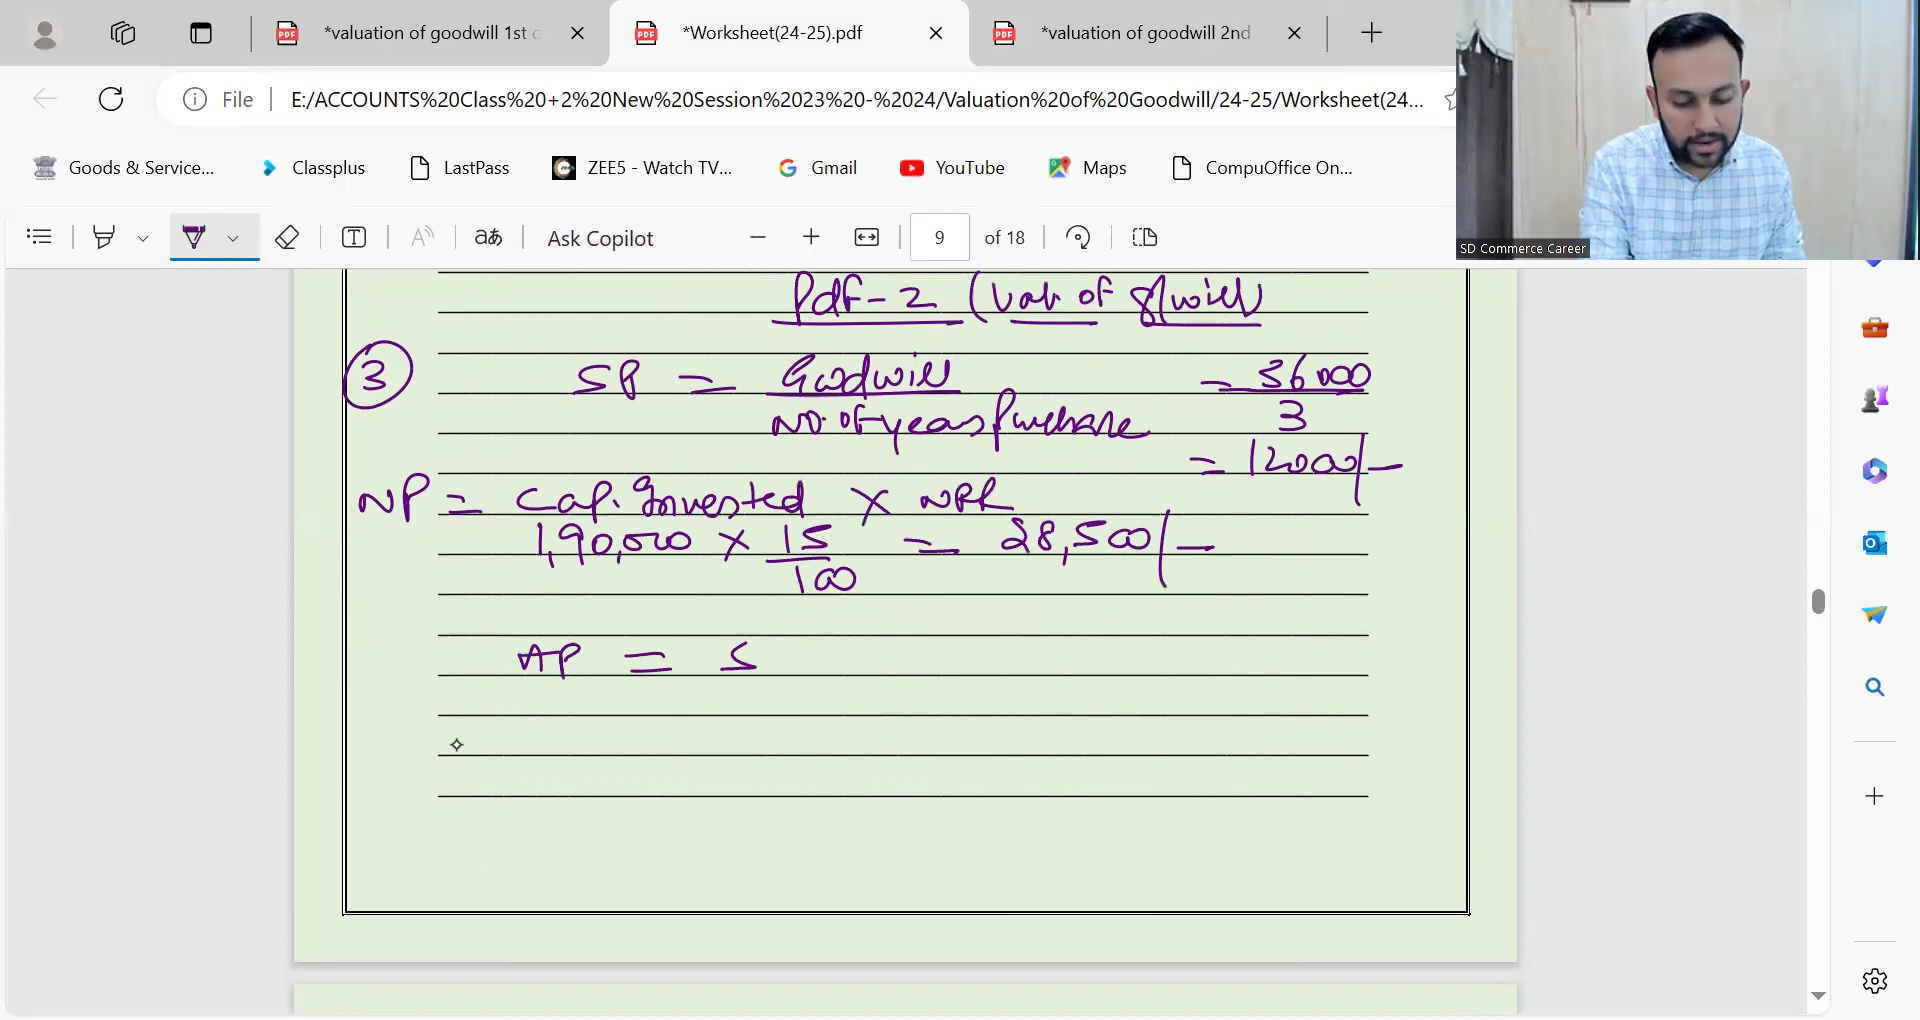 *valuation of goodwill 1st c
*Worksheet(24-25).pdf
*valuation of goodwill 2nd
File
E:/ACCOUNTS%20Class%20+2%20New%20Session%202023%20-%2024/Valuation%20of%20Goodwill/24-25/Worksheet(24...
Goods & Service...
Classplus
LastPass
ZEE5 - Watch TV...
Gmail
YouTube
Maps
CompuOffice On...
Ask Copilot
9 of 18
SD Commerce Career
Pdf-2 (Val. of g/will)
3 SP = Goodwill = 36000
No. of years Purchase 3
= 12000/-
NP = Cap. Invested X NRR
1,90,000 X 15 = 28,500/-
100
AP = S